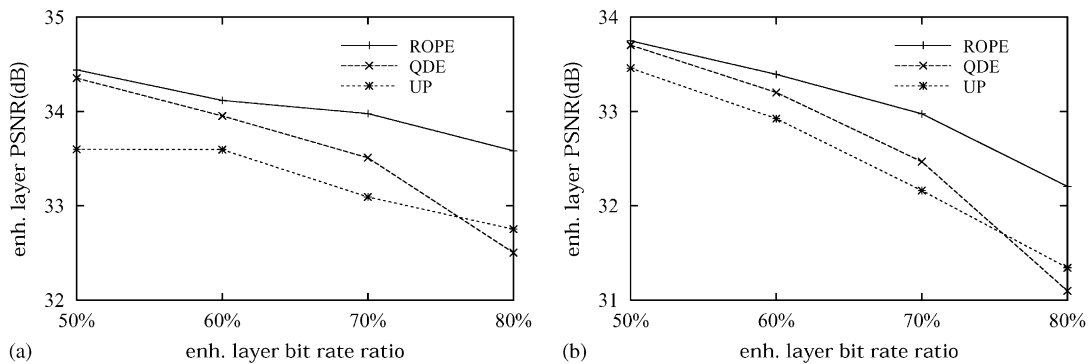 35
34
33
32
enh. layer PSNR(dB)
ROPE
QDE
UP
50%
60%
70%
80%
enh. layer bit rate ratio
(a)
34
33
32
31
enh. layer PSNR(dB)
ROPE
QDE
UP
50%
60%
70%
80%
enh. layer bit rate ratio
(b)